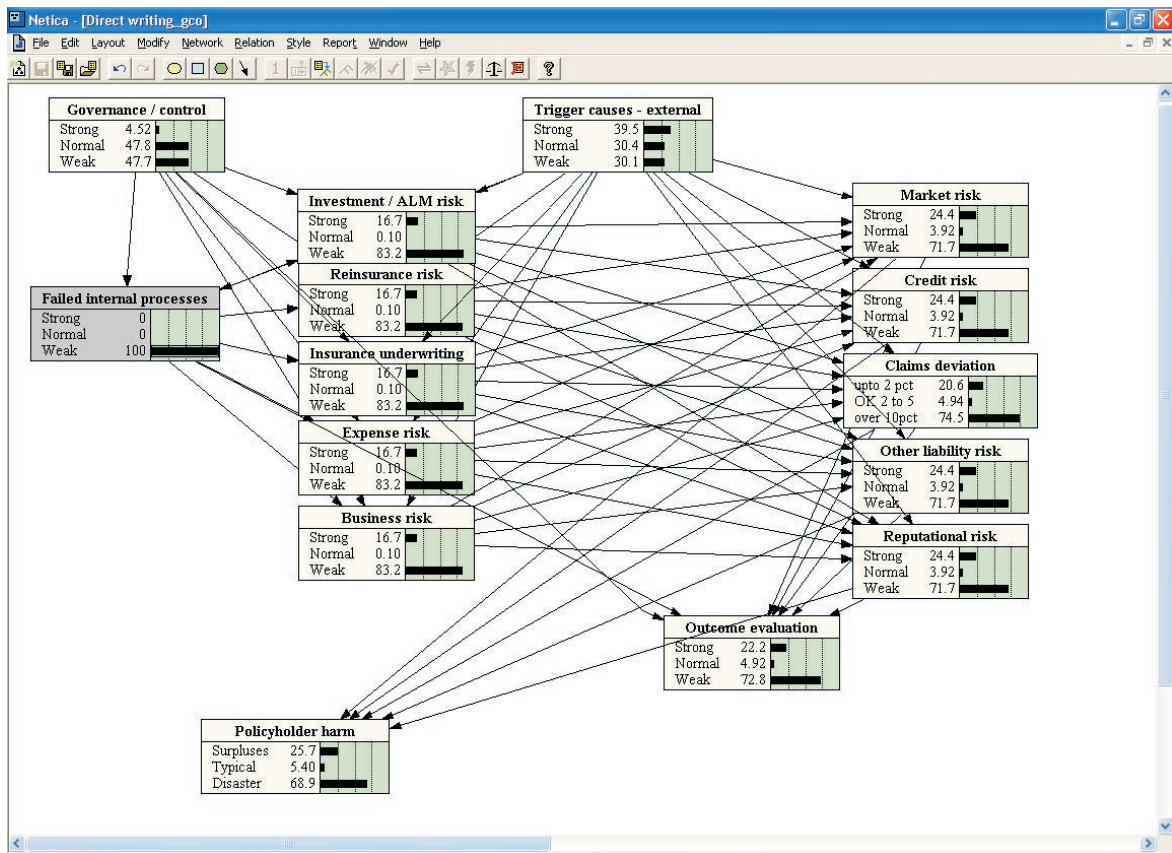 Netica - [Direct writing_gco]
File Edit Layout Modify Network Relation Style Report Window Help
Governance / control
Strong 4.52
Normal 47.8
Weak 47.7
Trigger causes - external
Strong 39.5
Normal 30.4
Weak 30.1
Investment / ALM risk
Strong 16.7
Normal 0.10
Weak 83.2
Market risk
Strong 24.4
Normal 3.92
Weak 71.7
Reinsurance risk
Strong 16.7
Normal 0.10
Weak 83.2
Credit risk
Strong 24.4
Normal 3.92
Weak 71.7
Failed internal processes
Strong 0
Normal 0
Weak 100
Insurance underwriting
Strong 16.7
Normal 0.10
Weak 83.2
Claims deviation
upto 2 pct 20.6
OK 2 to 5 4.94
over 10pct 74.5
Expense risk
Strong 16.7
Normal 0.10
Weak 83.2
Other liability risk
Strong 24.4
Normal 3.92
Weak 71.7
Business risk
Strong 16.7
Normal 0.10
Weak 83.2
Reputational risk
Strong 24.4
Normal 3.92
Weak 71.7
Outcome evaluation
Strong 22.2
Normal 4.92
Weak 72.8
Policyholder harm
Surpluses 25.7
Typical 5.40
Disaster 68.9